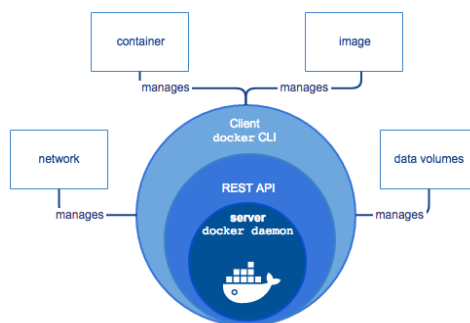 container
image
manages
manages
Client
docker CLI
network
data volumes
REST API
manages
manages
server
docker daemon